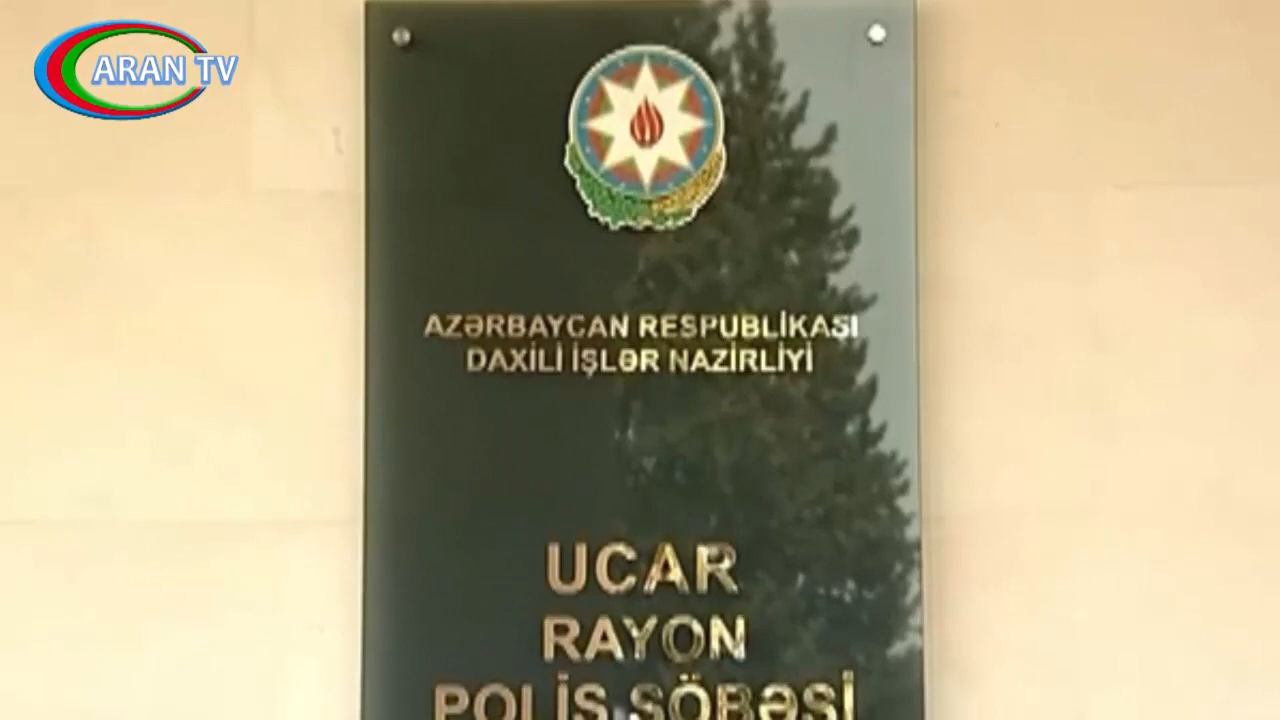 ARAN TV
AZƏRBAYCAN RESPUBLİKASI
DAXİLİ İŞLƏR NAZİRLİYİ
UCAR
RAYON
POLİS ŞÖBƏSİ